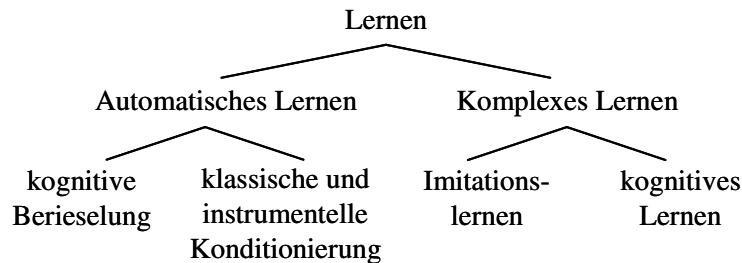 Lernen
Automatisches Lernen
Komplexes Lernen
kognitive
Berieselung
klassische und
instrumentelle
Konditionierung
Imitations-
lernen
kognitives
Lernen